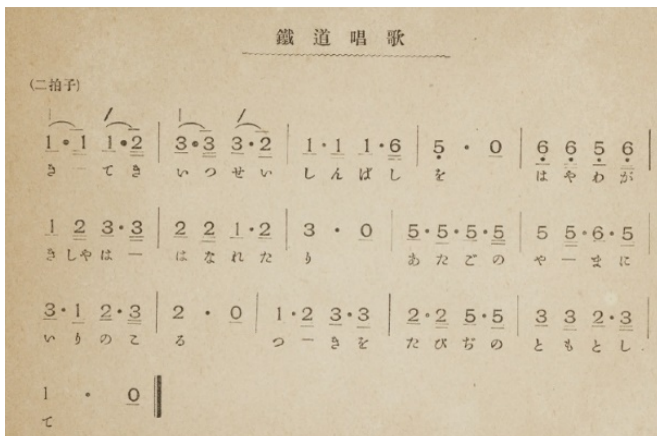 鐵道唱歌
(二拍子)
1・1 1・2 | 3・3 3・2 | 1・1 1・6 | 5 ・ 0 | 6 6 5 6 |
きーてき いつせい しんばし を はやわが
1 2 3・3 | 2 2 1・2 | 3 ・ 0 | 5・5・5・5 | 5 5・6・5
きしやはー はなれたり あたごの やーまに
3・1 2・3 | 2 ・ 0 | 1・2 3・3 | 2・2 5・5 | 3 3 2・3 |
いりのこ る つーきを たびぢの ともとし
1 ・ 0
て